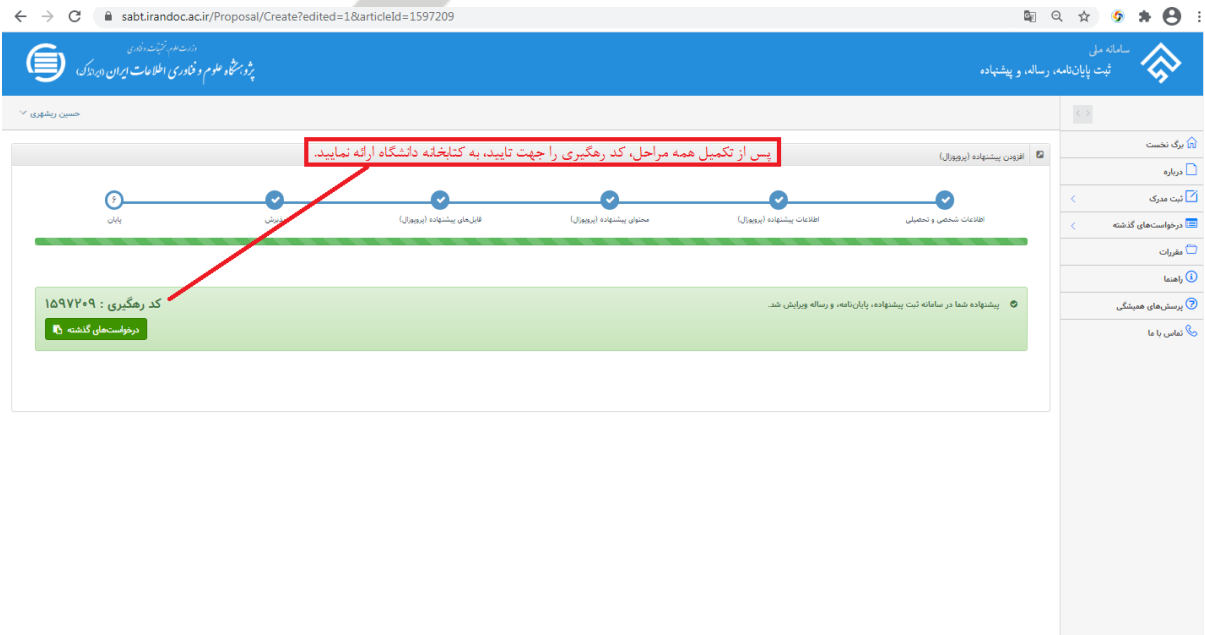 sabt.irandoc.ac.ir/Proposal/Create?edited=1&articleId=1597209
سامانه ملی
ثبت پایان‌نامه، رساله، و پیشنهاده
وزارت علوم، تحقیقات و فناوری
پژوهشگاه علوم و فناوری اطلاعات ایران (ایرانداک)
حسین ریشهری
برگ نخست
درباره
ثبت مدرک
درخواست‌های گذشته
مقررات
راهنما
پرسش‌های همیشگی
تماس با ما
افزودن پیشنهاده (پروپوزال)
پس از تکمیل همه مراحل، کد رهگیری را جهت تایید، به کتابخانه دانشگاه ارائه نمایید.
اطلاعات شخصی و تحصیلی
اطلاعات پیشنهاده (پروپوزال)
محتوای پیشنهاده (پروپوزال)
فایل‌های پیشنهاده (پروپوزال)
پذیرش
۶
پایان
پیشنهاده شما در سامانه ثبت پیشنهاده، پایان‌نامه، و رساله ویرایش شد.
کد رهگیری : ۱۵۹۷۲۰۹
درخواست‌های گذشته